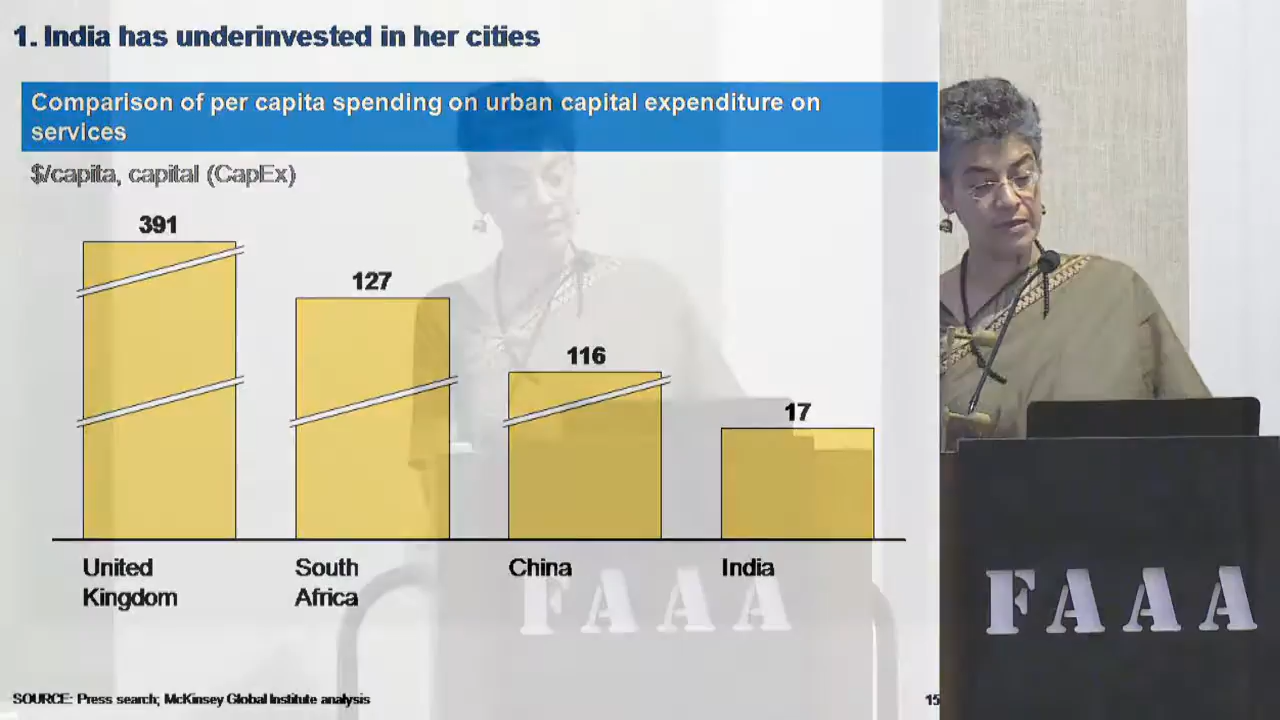 1. India has underinvested in her cities
Comparison of per capita spending on urban capital expenditure on
services
$/capita, capital (CapEx)
391
127
116
17
United
Kingdom
South
Africa
China
India
FAAA
FAAA
SOURCE: Press search; McKinsey Global Institute analysis
15